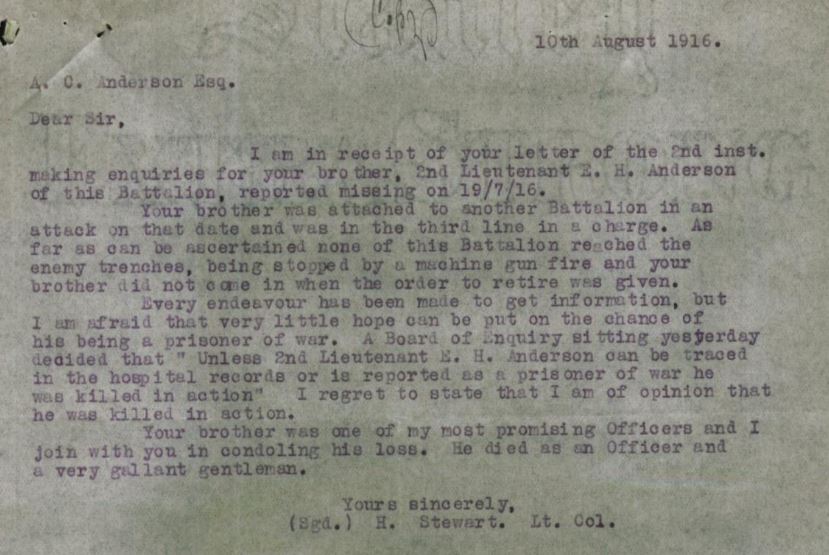 Copy
10th August 1916.
A. C. Anderson Esq.
Dear Sir,
I am in receipt of your letter of the 2nd inst.
making enquiries for your brother, 2nd Lieutenant E. H. Anderson
of this Battalion, reported missing on 19/7/16.
Your brother was attached to another Battalion in an
attack on that date and was in the third line in a charge. As
far as can be ascertained none of this Battalion reached the
enemy trenches, being stopped by a machine gun fire and your
brother did not come in when the order to retire was given.
Every endeavour has been made to get information, but
I am afraid that very little hope can be put on the chance of
his being a prisoner of war. A Board of Enquiry sitting yesterday
decided that " Unless 2nd Lieutenant E. H. Anderson can be traced
in the hospital records or is reported as a prisoner of war he
was killed in action" I regret to state that I am of opinion that
he was killed in action.
Your brother was one of my most promising Officers and I
join with you in condoling his loss. He died as an Officer and
a very gallant gentleman.
Yours sincerely,
(Sgd.) H. Stewart. Lt. Col.